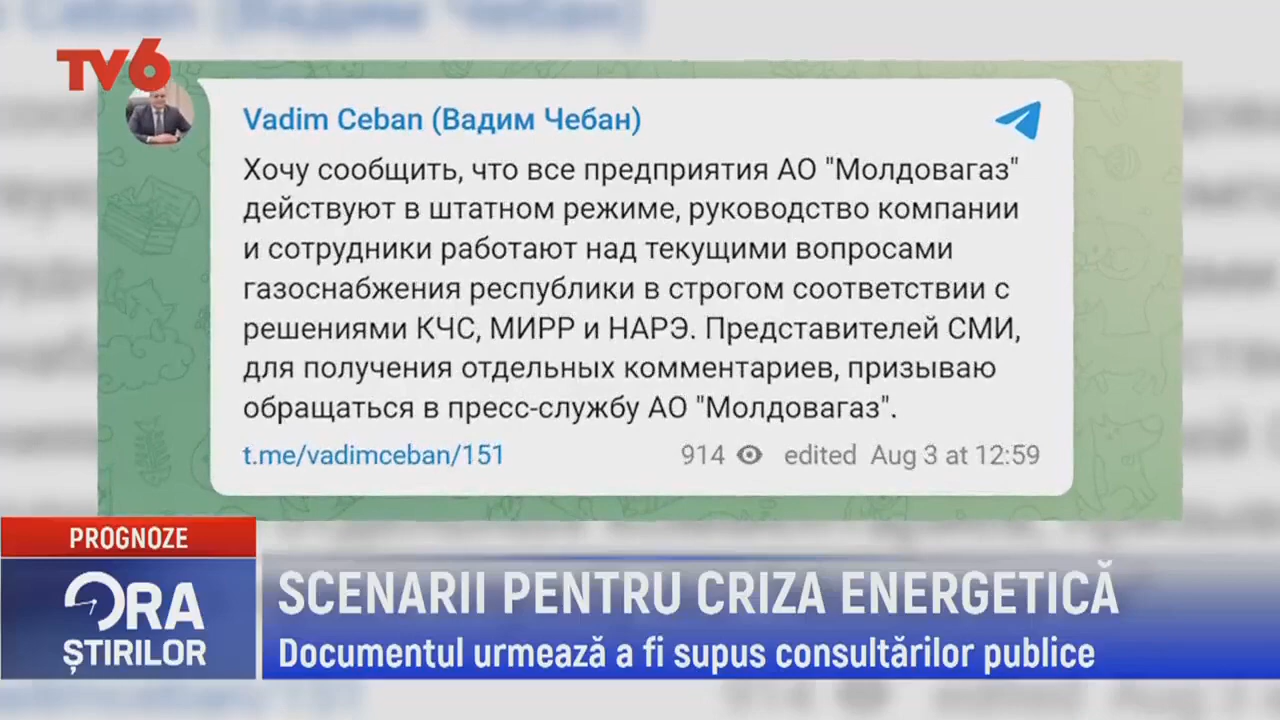 TV6
Vadim Ceban (Вадим Чебан)
Хочу сообщить, что все предприятия АО "Молдовагаз"
действуют в штатном режиме, руководство компании
и сотрудники работают над текущими вопросами
газоснабжения республики в строгом соответствии с
решениями КЧС, МИРР и НАРЭ. Представителей СМИ,
для получения отдельных комментариев, призываю
обращаться в пресс-службу АО "Молдовагаз".
t.me/vadimceban/151 914 edited Aug 3 at 12:59
PROGNOZE
ORA
ȘTIRILOR
SCENARII PENTRU CRIZA ENERGETICĂ
Documentul urmează a fi supus consultărilor publice